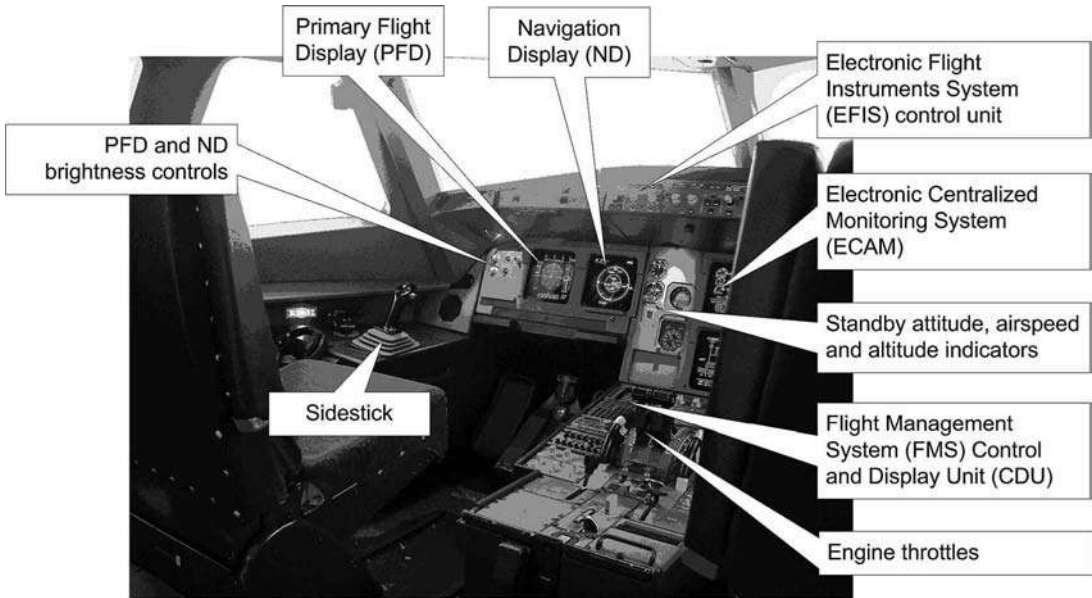 Primary Flight
Display (PFD)
Navigation
Display (ND)
Electronic Flight
Instruments System
(EFIS) control unit
PFD and ND
brightness controls
Electronic Centralized
Monitoring System
(ECAM)
Standby attitude, airspeed
and altitude indicators
Sidestick
Flight Management
System (FMS) Control
and Display Unit (CDU)
Engine throttles